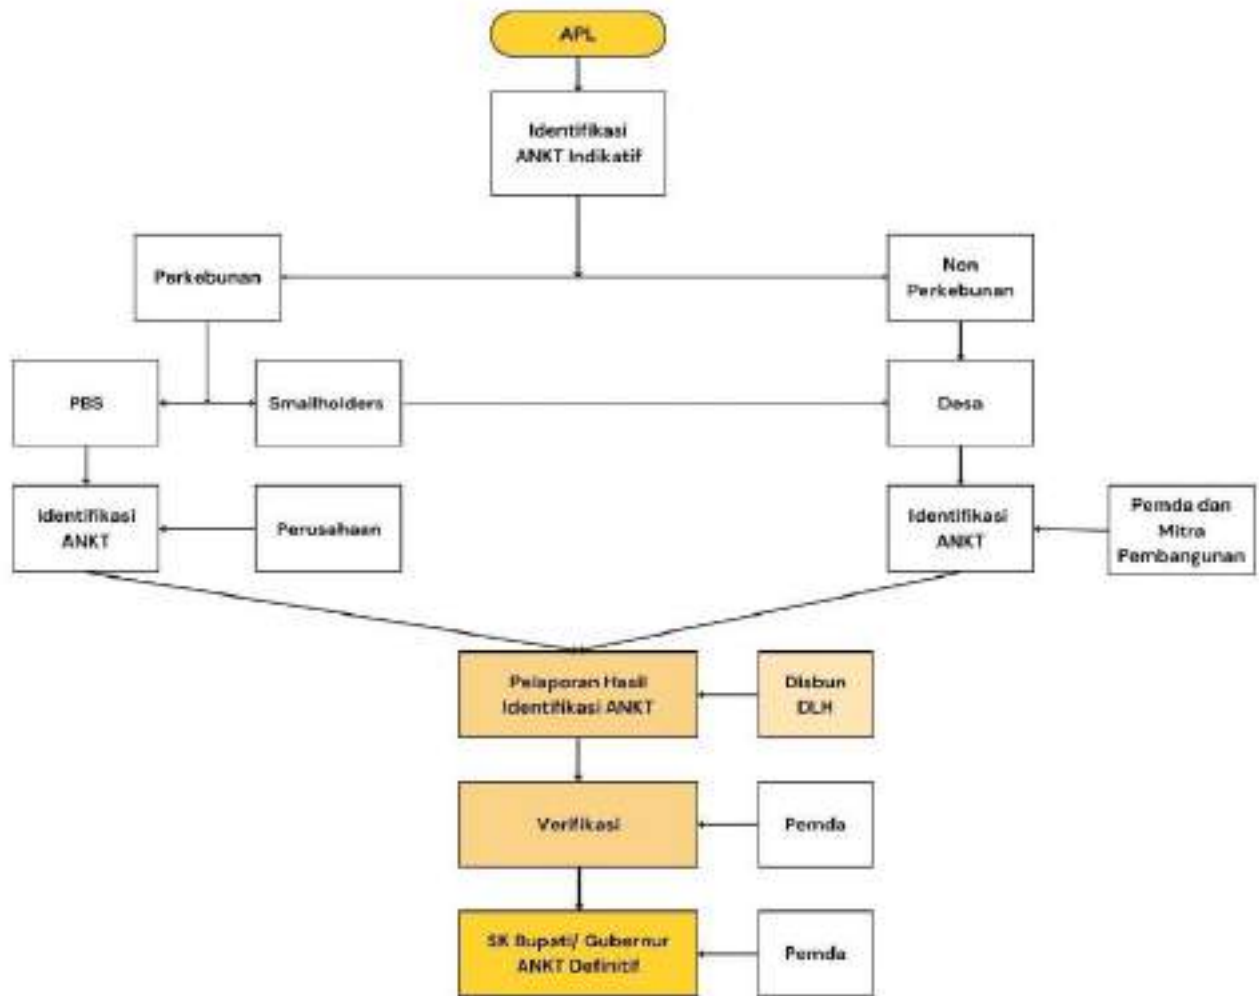 APL
Identifikasi
ANKT Indikatif
Perkebunan
Non
Perkebunan
PBS
Smallholders
Desa
Identifikasi
ANKT
Perusahaan
Identifikasi
ANKT
Pemda dan
Mitra
Pembangunan
Pelaporan Hasil
Identifikasi ANKT
Disbun
DLH
Verifikasi
Pemda
SK Bupati/ Gubernur
ANKT Definitif
Pemda